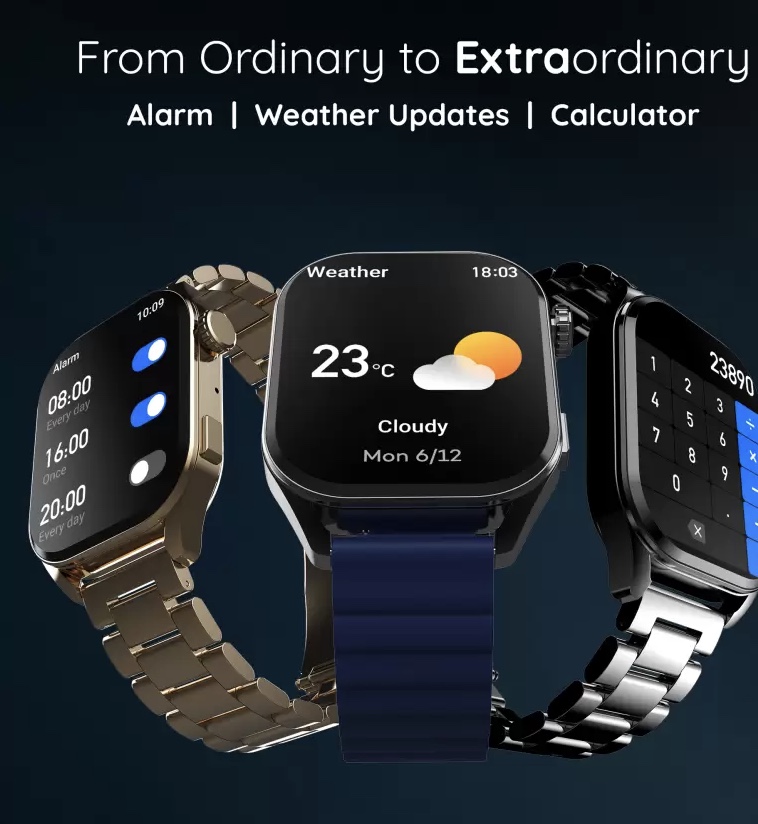 From Ordinary to Extraordinary
Alarm | Weather Updates | Calculator
10:09
Alarm
08:00
Every day
16:00
Once
20:00
Every day
Weather 18:03
23°C
Cloudy
Mon 6/12
23890
1 2 3 ÷
4 5 6 ×
7 8 9 -
0 .